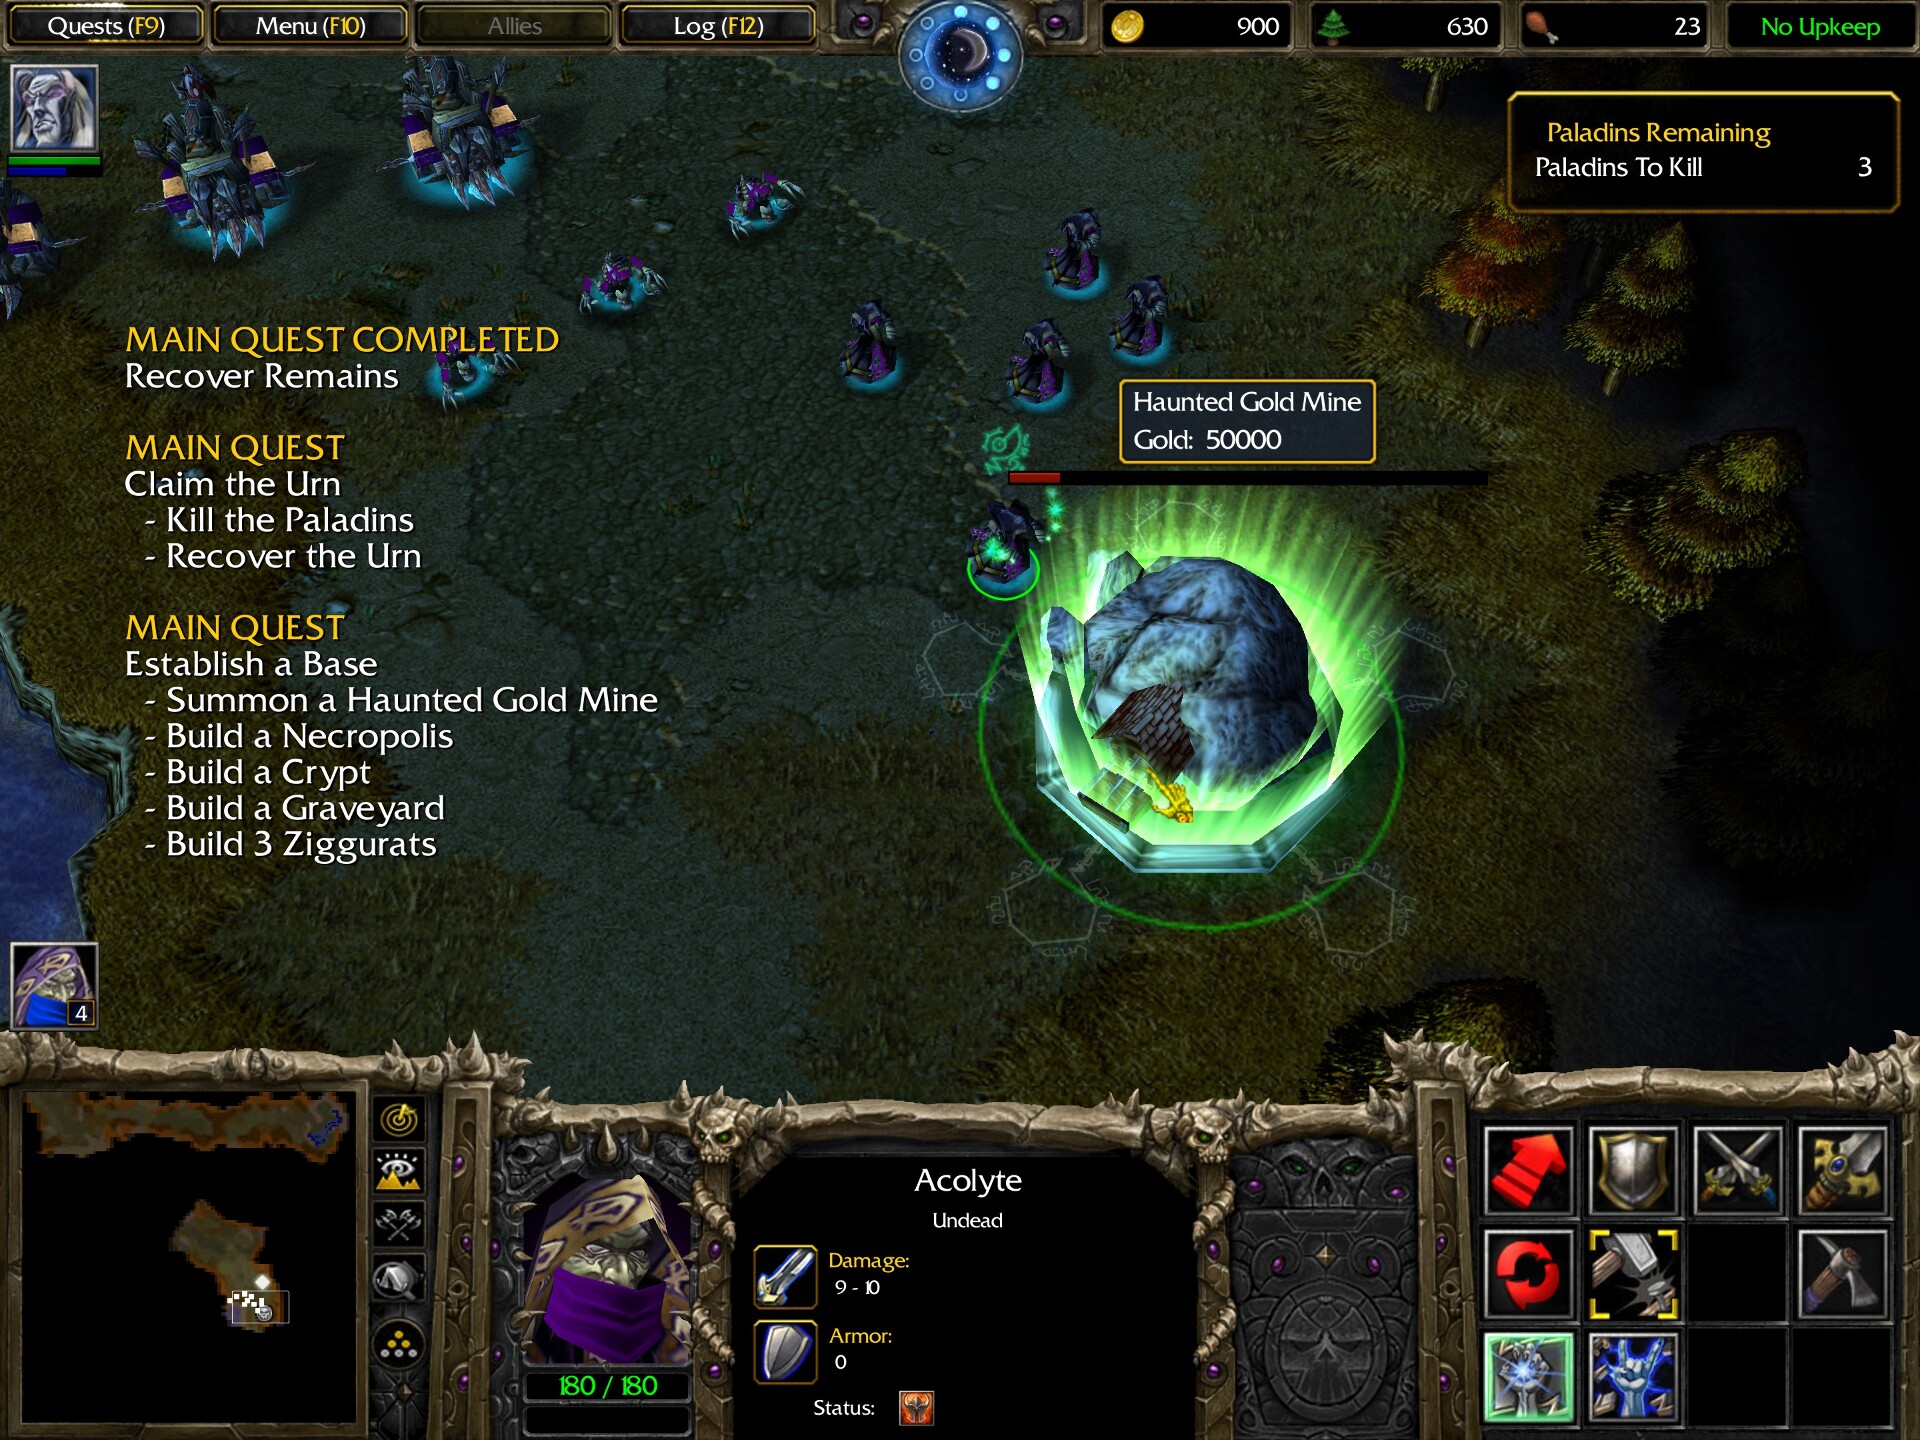 Quests (F9)
Menu (F10)
Allies
Log (F12)
900
630
23
No Upkeep
Paladins Remaining
Paladins To Kill 3
MAIN QUEST COMPLETED
Recover Remains
MAIN QUEST
Claim the Urn
- Kill the Paladins
- Recover the Urn
MAIN QUEST
Establish a Base
- Summon a Haunted Gold Mine
- Build a Necropolis
- Build a Crypt
- Build a Graveyard
- Build 3 Ziggurats
Haunted Gold Mine
Gold: 50000
4
Acolyte
Undead
Damage:
9 - 10
Armor:
0
Status:
180 / 180